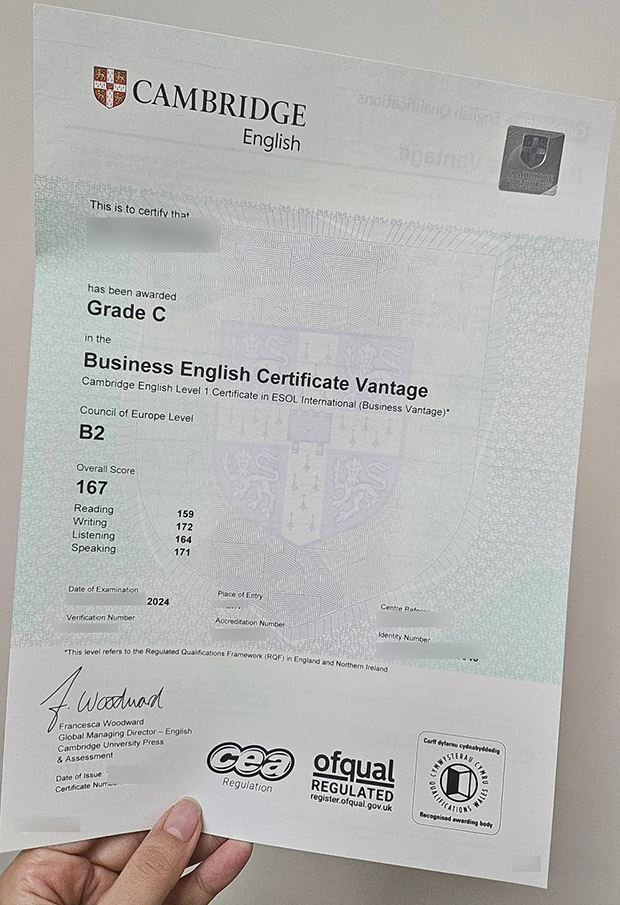 CAMBRIDGE
English
This is to certify that
has been awarded
Grade C
in the
Business English Certificate Vantage
Cambridge English Level 1 Certificate in ESOL International (Business Vantage)*
Council of Europe Level
B2
Overall Score
167
Reading 159
Writing 172
Listening 164
Speaking 171
Date of Examination Place of Entry Centre
2024
Verification Number Accreditation Number Identity Number
*This level refers to the Regulated Qualifications Framework (RQF) in England and Northern Ireland.
F. Woodward
Francesca Woodward
Global Managing Director – English
Cambridge University Press
& Assessment
Date of Issue
Certificate
cea
Regulation
ofqual
REGULATED
register.ofqual.gov.uk
Corff dyfarnu cydnabyddedig
CYMWYSTERAU CYMRU
QUALIFICATIONS WALES
Recognised awarding body